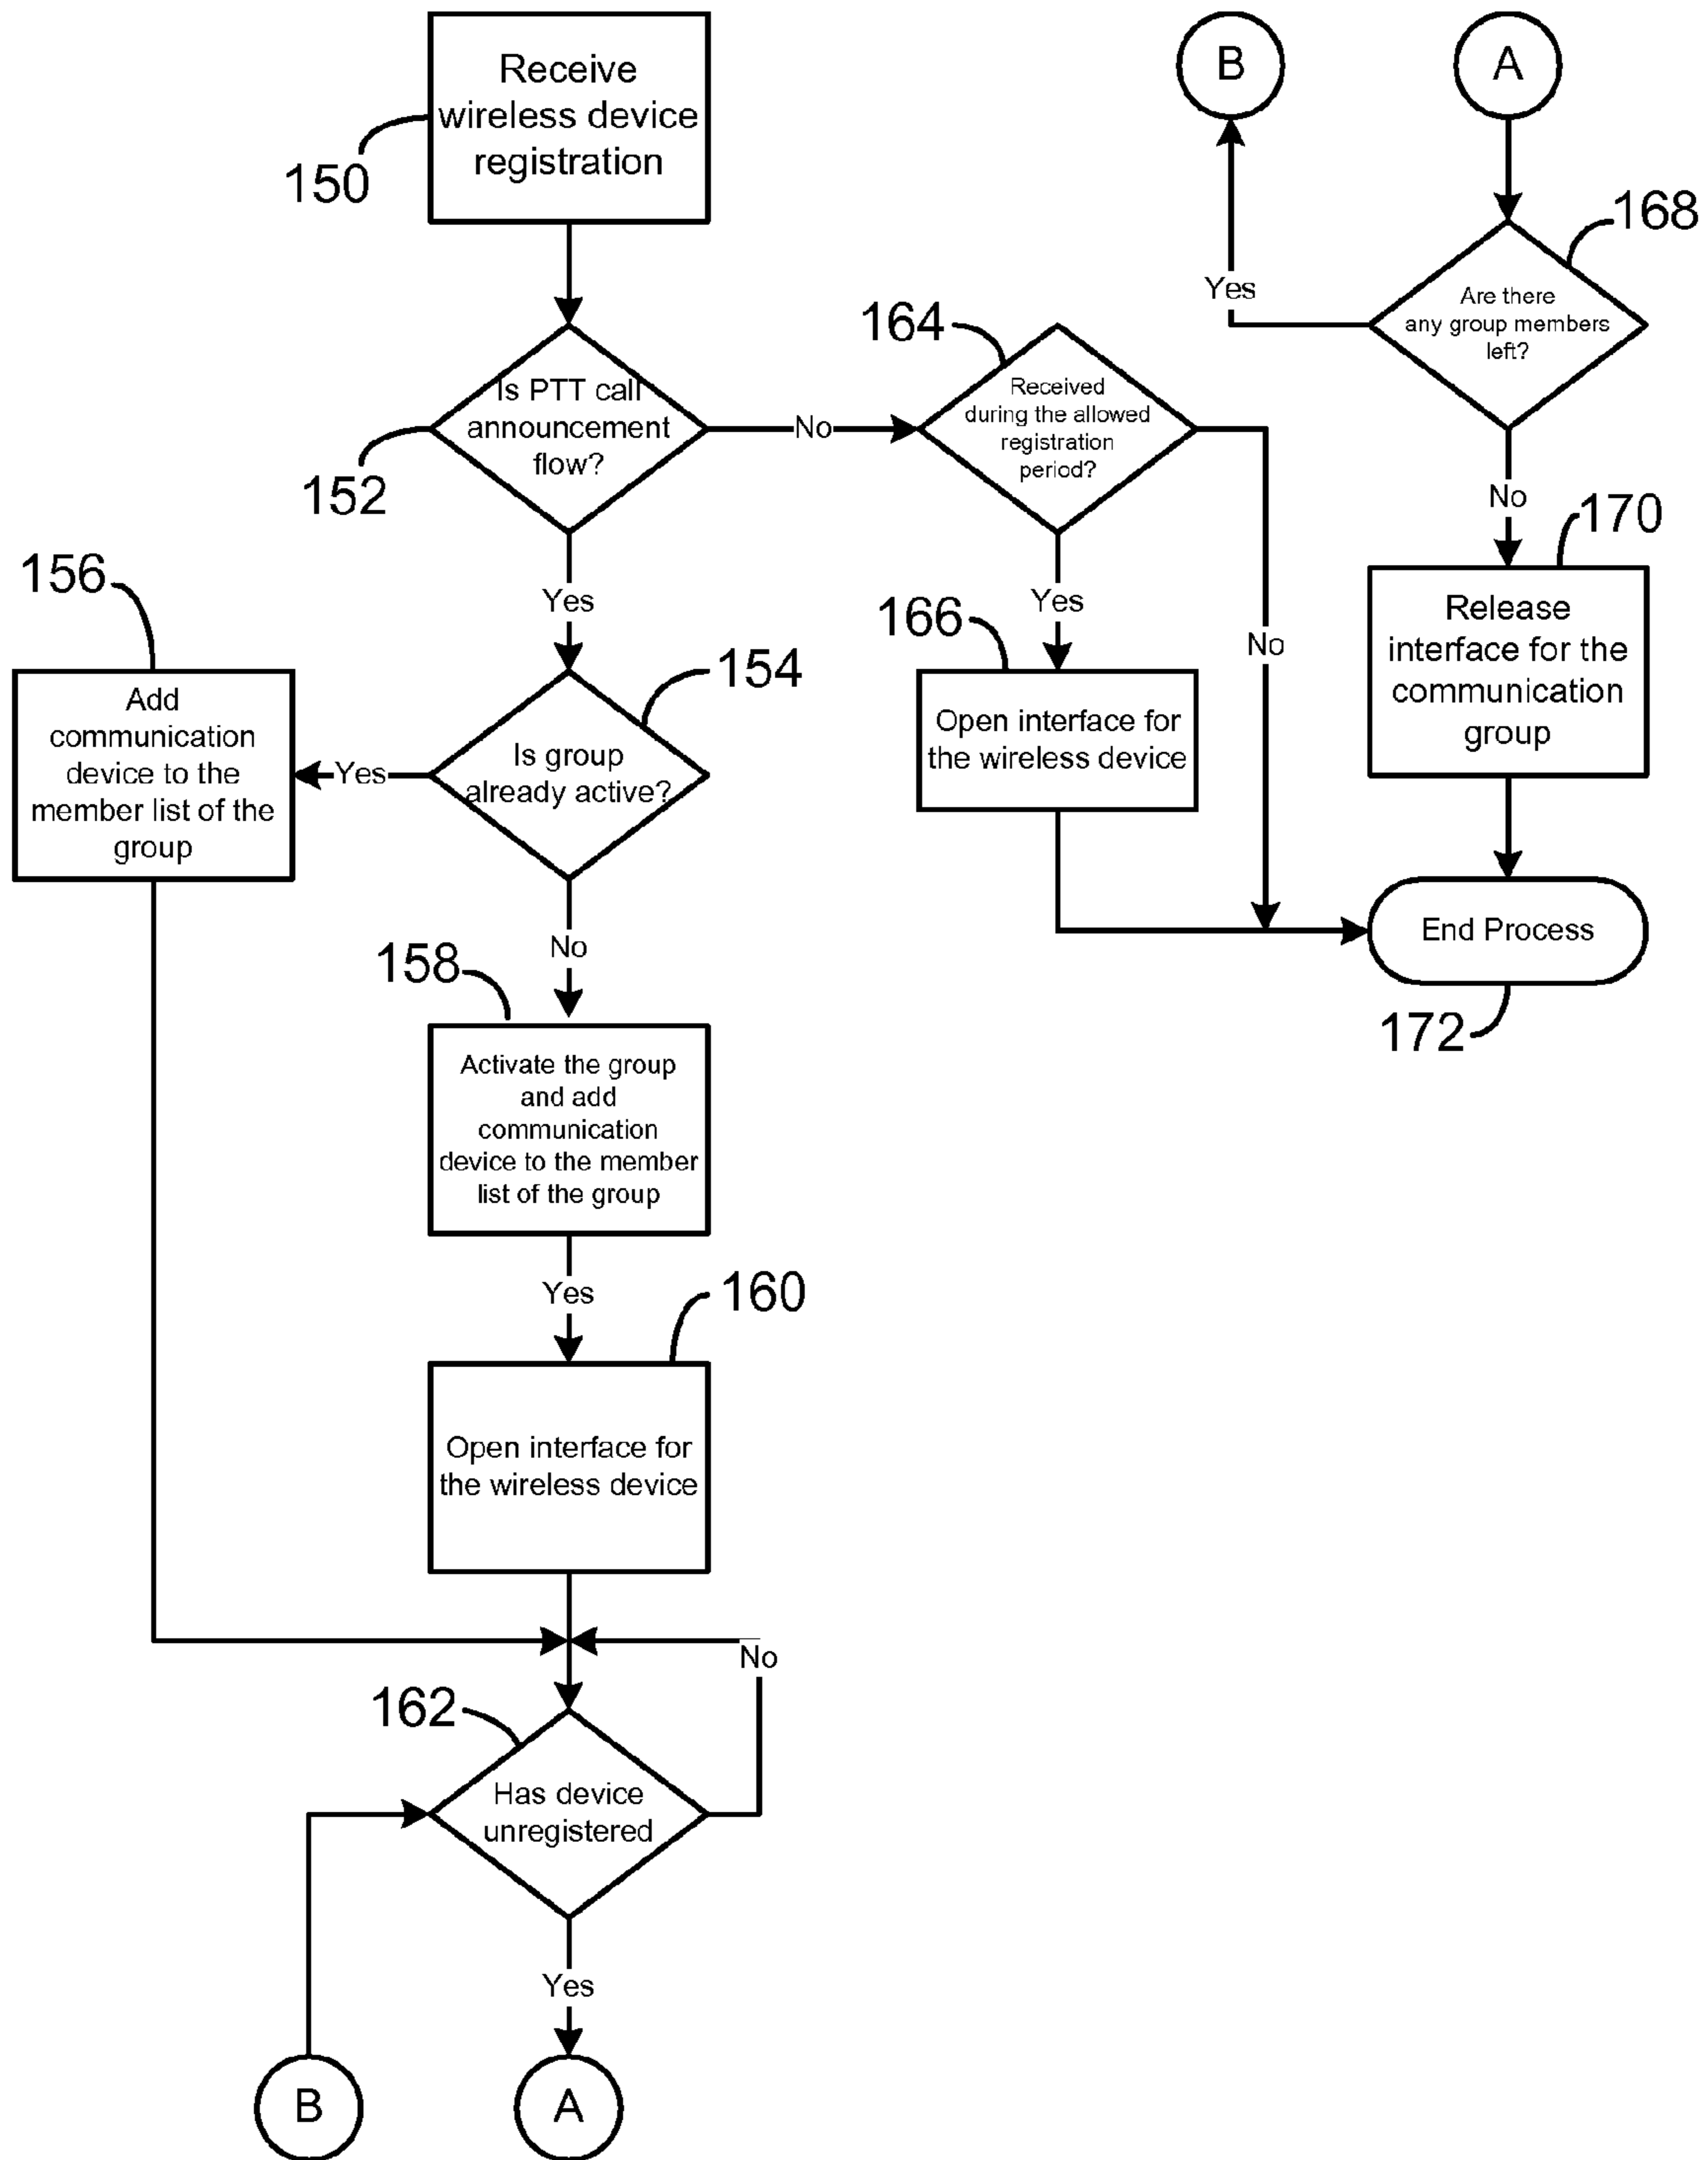 Receive
wireless device
registration
150
Is PTT call
announcement
flow?
152
No
Yes
156
Add
communication
device to the
member list of the
group
Yes
154
Is group
already active?
No
158
Activate the group
and add
communication
device to the member
list of the group
Yes
160
Open interface for
the wireless device
No
162
Has device
unregistered
Yes
B
A
164
Received
during the allowed
registration
period?
Yes
No
166
Open interface for
the wireless device
B
A
Yes
168
Are there
any group members
left?
No
170
Release
interface for the
communication
group
End Process
172